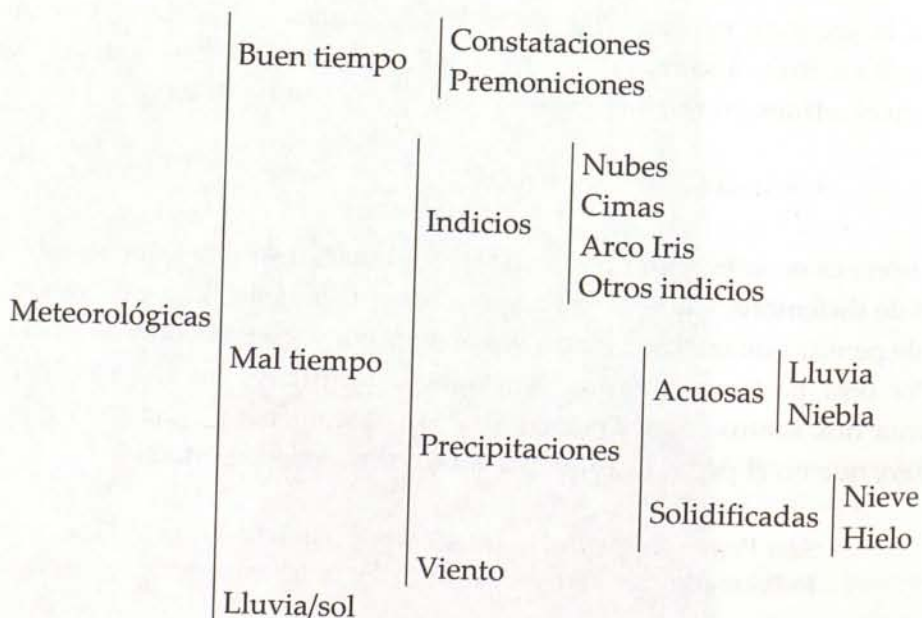 Buen tiempo
Constataciones
Premoniciones
Indicios
Nubes
Cimas
Arco Iris
Otros indicios
Meteorológicas
Mal tiempo
Precipitaciones
Acuosas
Lluvia
Niebla
Solidificadas
Nieve
Hielo
Viento
Lluvia/sol